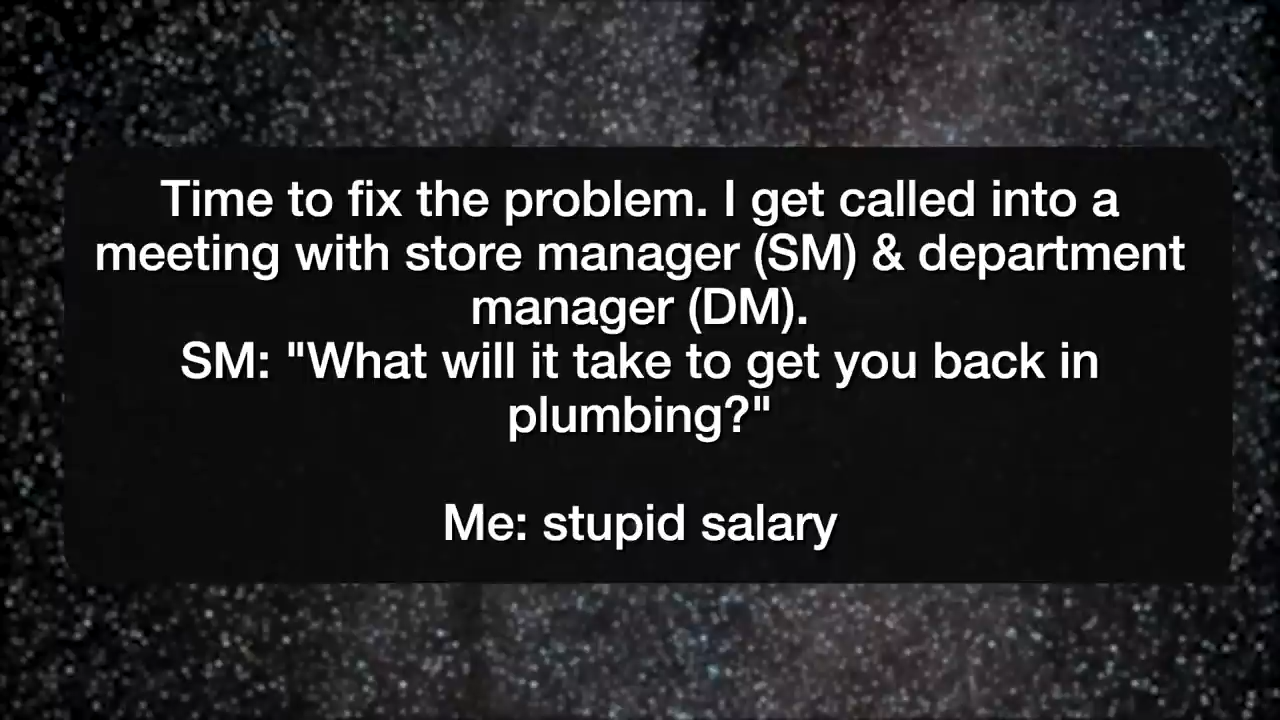 Time to fix the problem. I get called into a
meeting with store manager (SM) & department
manager (DM).
SM: "What will it take to get you back in
plumbing?"
Me: stupid salary